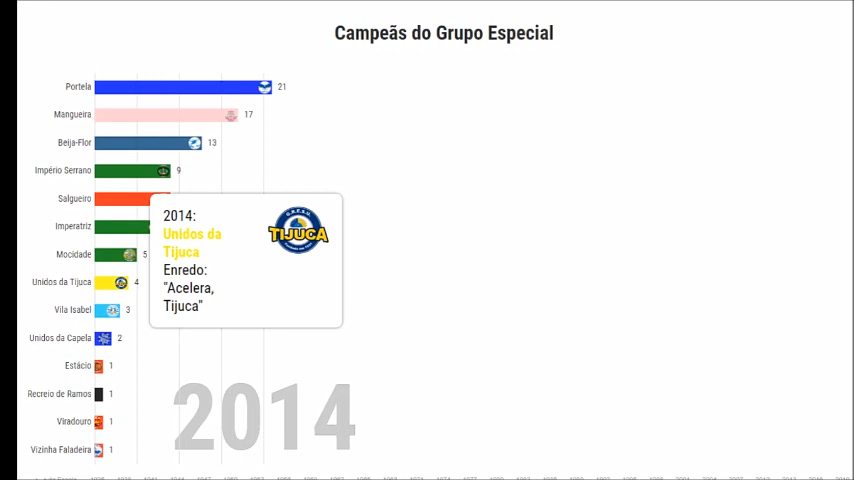 Campeãs do Grupo Especial
Portela 21
Mangueira 17
Beija-Flor 13
Império Serrano 9
Salgueiro
Imperatriz
Mocidade 5
Unidos da Tijuca 4
Vila Isabel 3
Unidos da Capela 2
Estácio 1
Recreio de Ramos 1
Viradouro 1
Vizinha Faladeira 1
2014:
Unidos da
Tijuca
Enredo:
"Acelera,
Tijuca"
G.R.E.S.U.
TIJUCA
2014